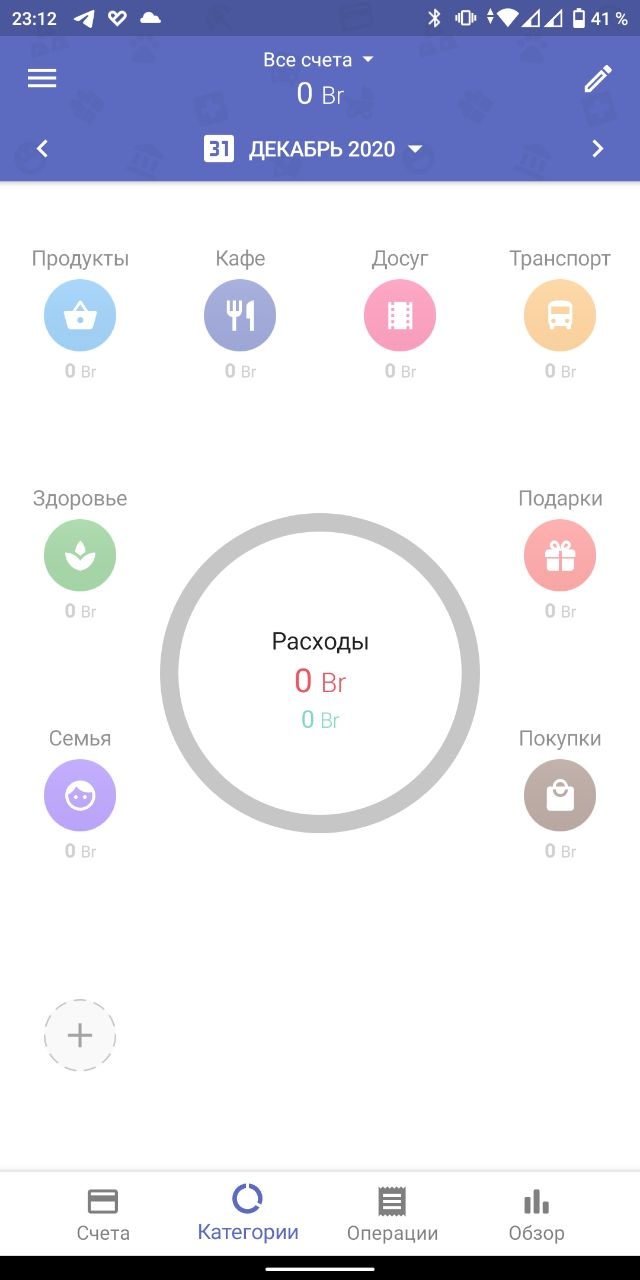 23:12 41 %
Все счета
0 Br
31 ДЕКАБРЬ 2020
Продукты Кафе Досуг Транспорт
0 Br 0 Br 0 Br 0 Br
Здоровье Подарки
0 Br 0 Br
Расходы
0 Br
0 Br
Семья Покупки
0 Br 0 Br
Счета Категории Операции Обзор